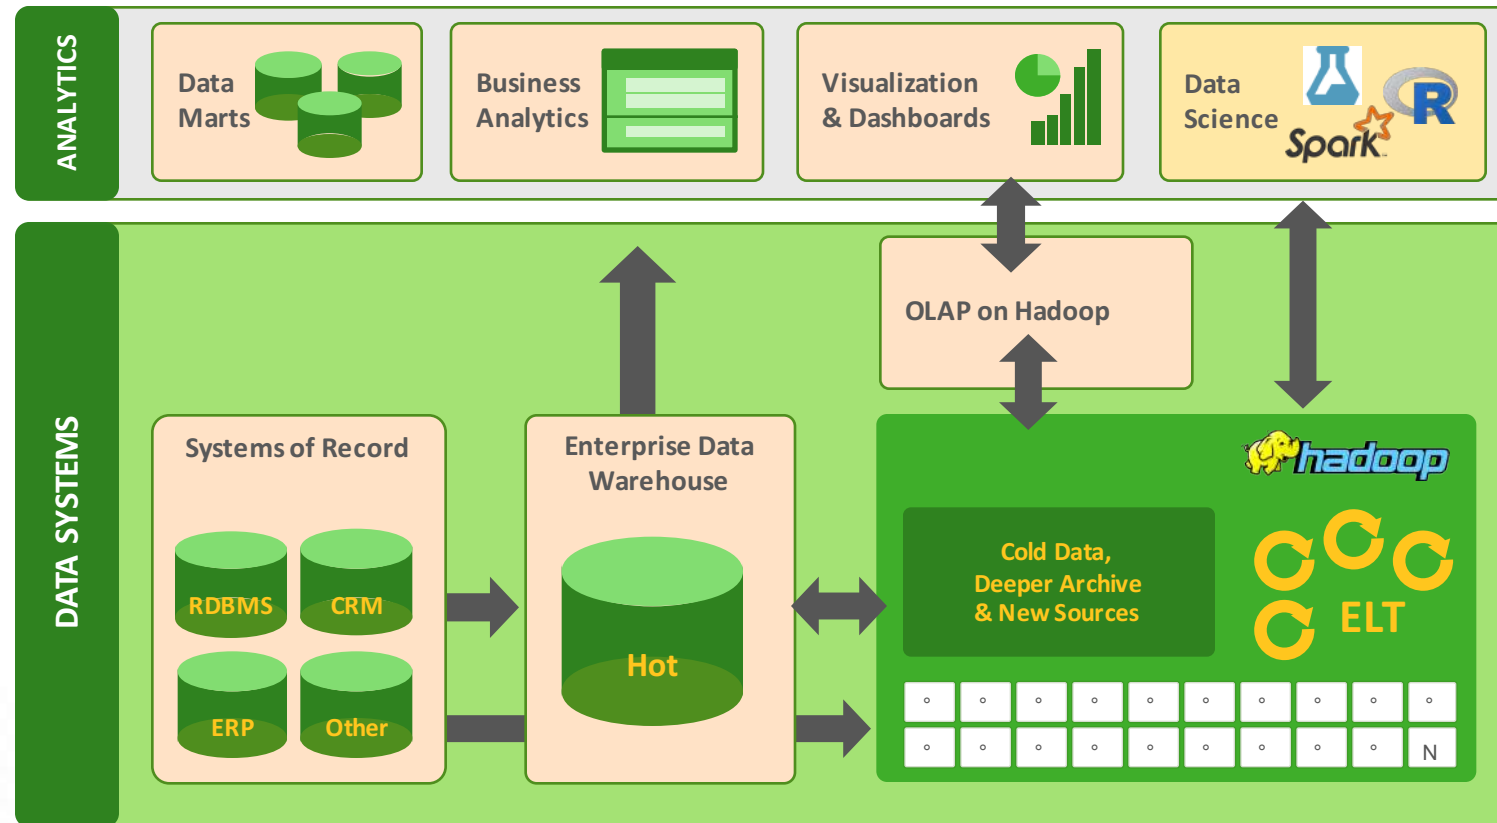 ANALYTICS
Data
Marts
Business
Analytics
Visualization
& Dashboards
Data
Science
R
Spark
DATA SYSTEMS
OLAP on Hadoop
Systems of Record
RDBMS
CRM
ERP
Other
Enterprise Data
Warehouse
Hot
hadoop
Cold Data,
Deeper Archive
& New Sources
ELT
° ° ° ° ° ° ° ° ° °
° ° ° ° ° ° ° ° ° N